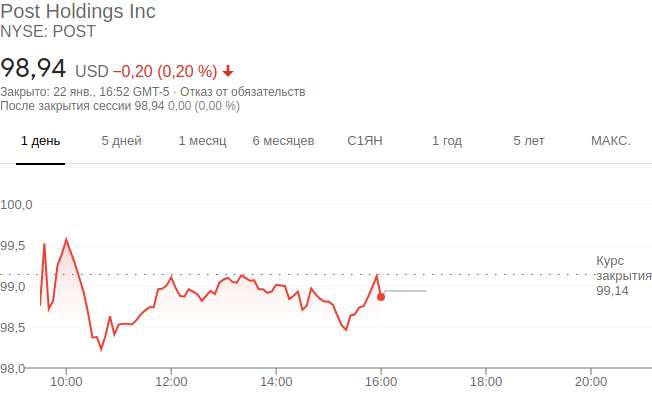 Post Holdings Inc
NYSE: POST
98,94 USD −0,20 (0,20 %)
Закрыто: 22 янв., 16:52 GMT-5 · Отказ от обязательств
После закрытия сессии 98,94 0,00 (0,00 %)
1 день 5 дней 1 месяц 6 месяцев С1ЯН 1 год 5 лет МАКС.
100,0
99,5
Курс
закрытия
99,14
99,0
98,5
98,0
10:00 12:00 14:00 16:00 18:00 20:00